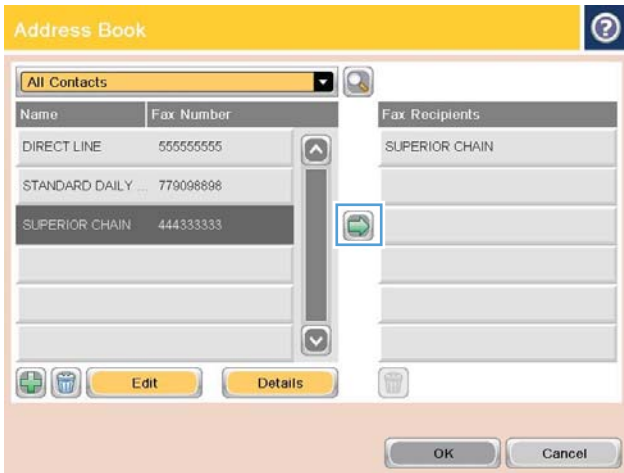 Address Book
?
All Contacts
Name Fax Number
Fax Recipients
DIRECT LINE 555555555
SUPERIOR CHAIN
STANDARD DAILY ... 779098898
SUPERIOR CHAIN 444333333
Edit
Details
OK
Cancel